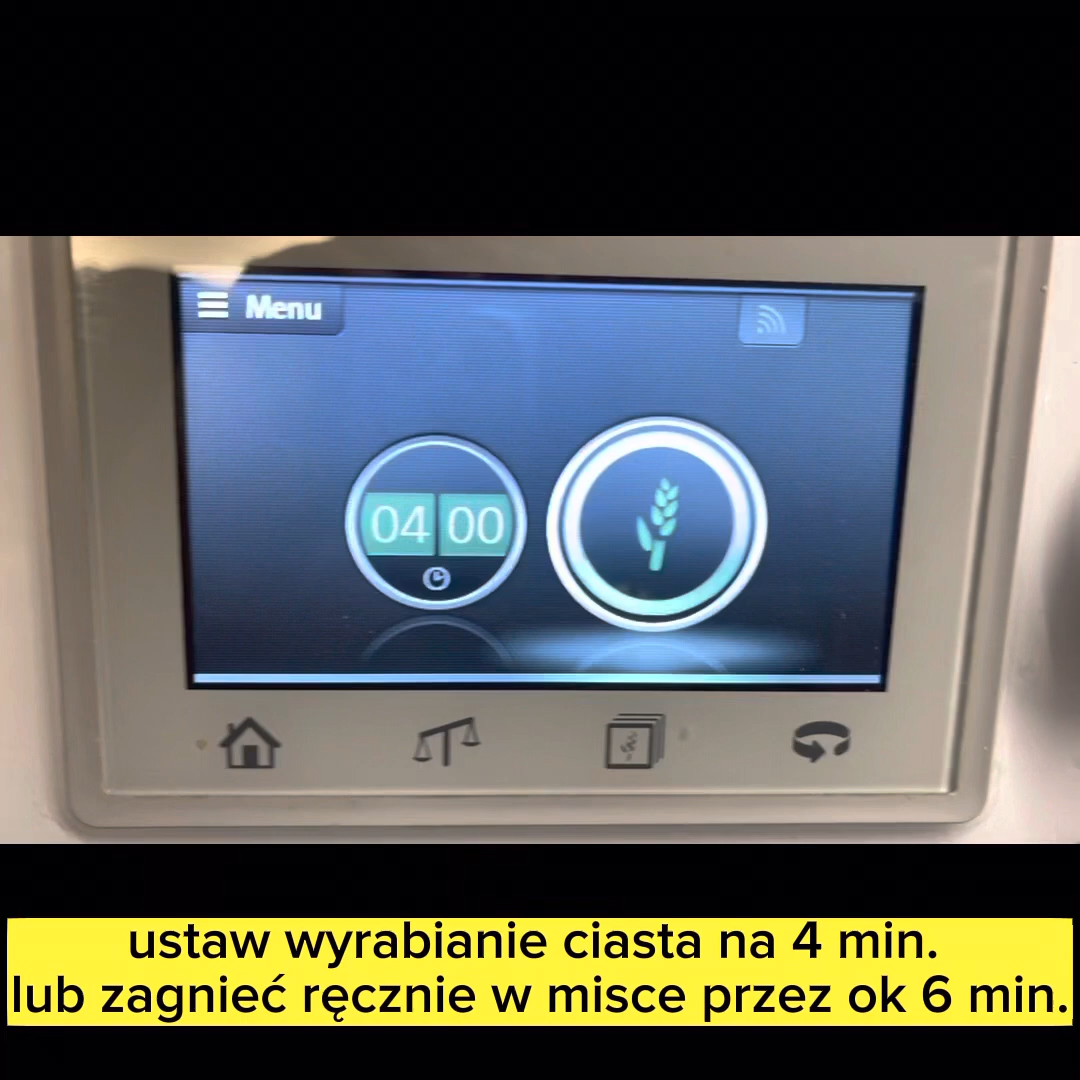 Menu
04 00
ustaw wyrabianie ciasta na 4 min.
lub zagnieć ręcznie w misce przez ok 6 min.